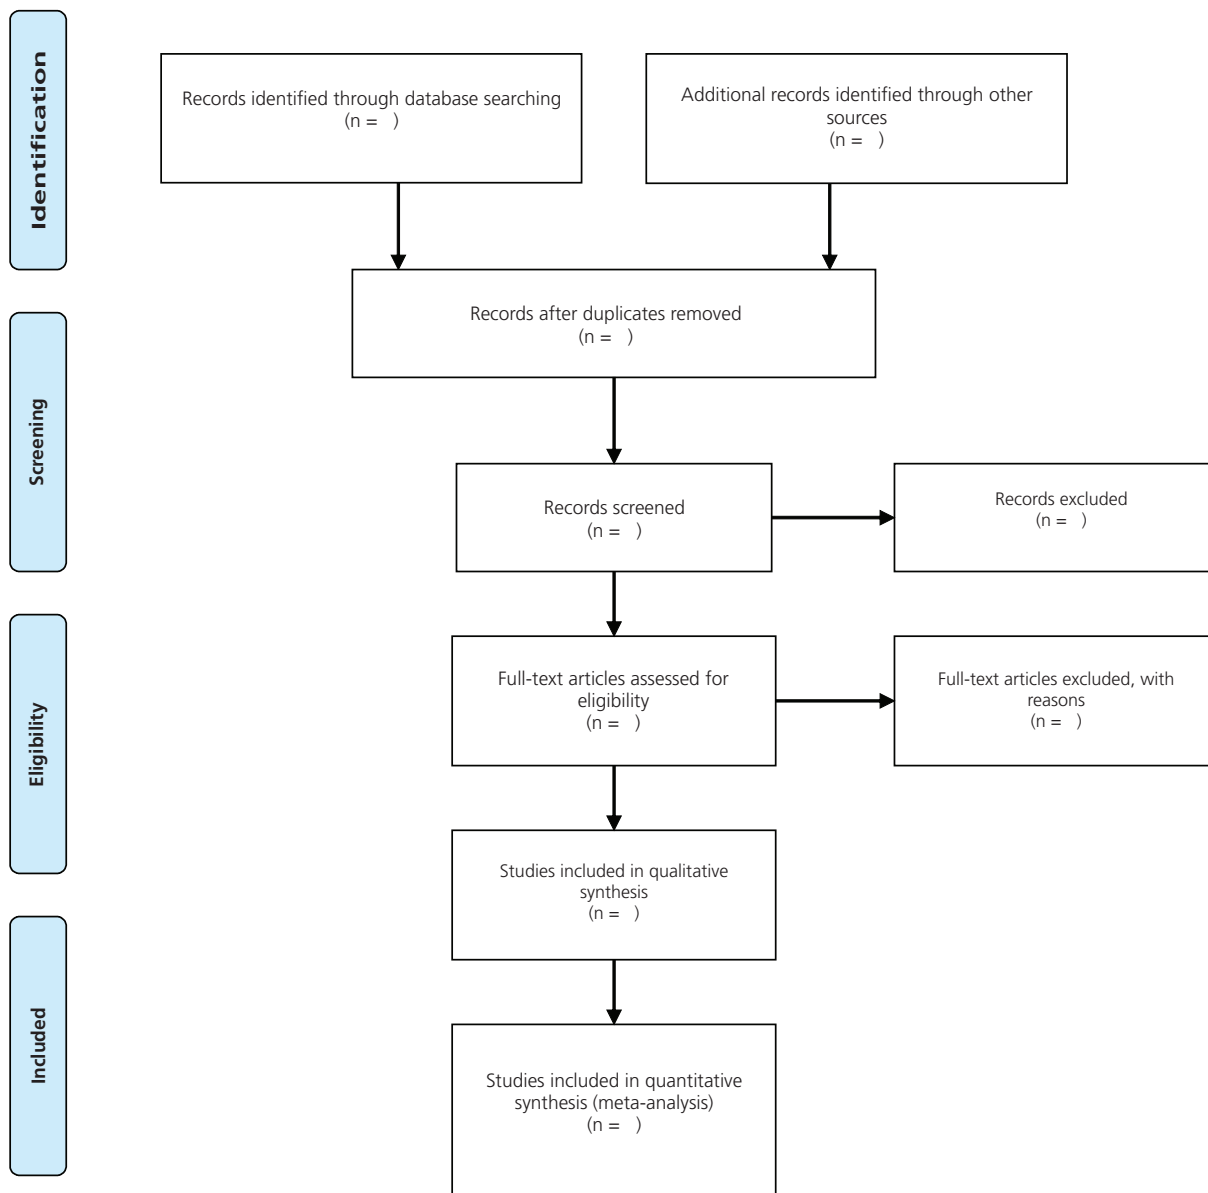 Identification
Records identified through database searching
(n =   )
Additional records identified through other
sources
(n =   )
Records after duplicates removed
(n =   )
Screening
Records screened
(n =   )
Records excluded
(n =   )
Eligibility
Full-text articles assessed for
eligibility
(n =   )
Full-text articles excluded, with
reasons
(n =   )
Studies included in qualitative
synthesis
(n =   )
Included
Studies included in quantitative
synthesis (meta-analysis)
(n =   )